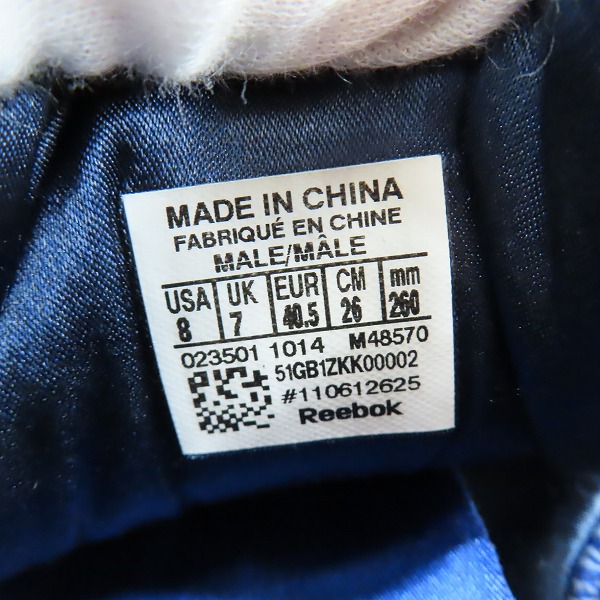 MADE IN CHINA
FABRIQUÉ EN CHINE
MALE/MÂLE
USA UK EUR CM mm
8 7 40.5 26 260
023501 1014 M48570
51GB1ZKK00002
#110612625
Reebok